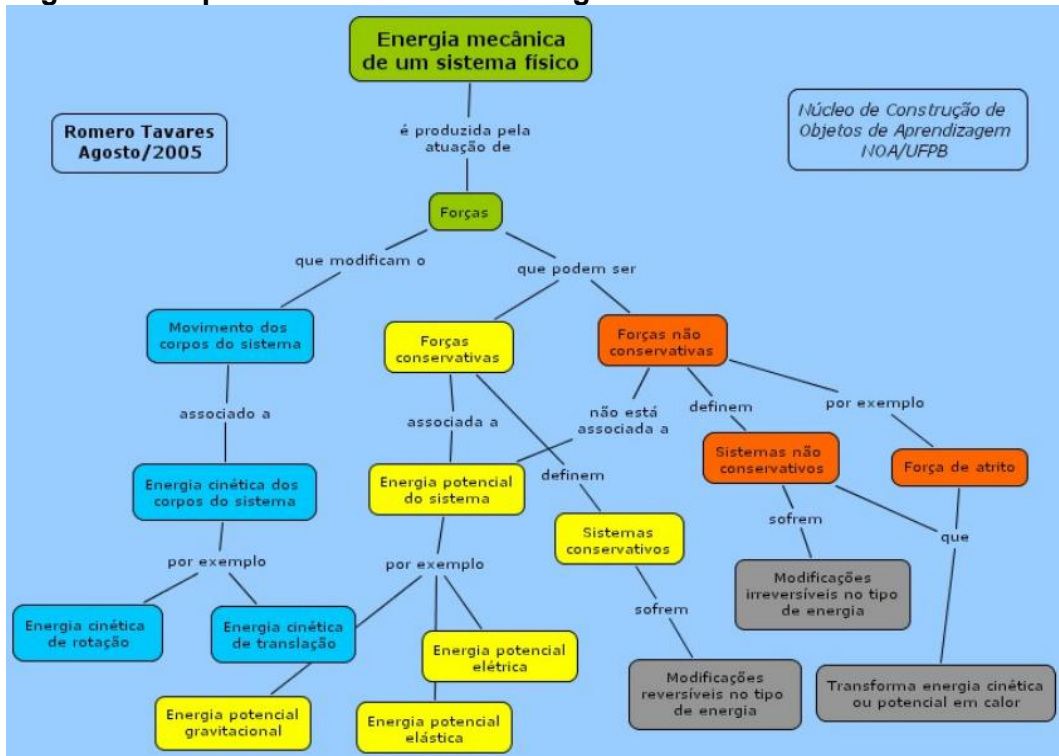 Energia mecânica
de um sistema físico
Romero Tavares
Agosto/2005
é produzida pela
atuação de
Núcleo de Construção de
Objetos de Aprendizagem
NOA/UFPB
Forças
que modificam o
que podem ser
Movimento dos
corpos do sistema
Forças
conservativas
Forças não
conservativas
associado a
associada a
não está
associada a
definem
por exemplo
Energia cinética dos
corpos do sistema
Energia potencial
do sistema
definem
Sistemas não
conservativos
Força de atrito
Sistemas
conservativos
sofrem
que
por exemplo
por exemplo
Modificações
irreversíveis no tipo
de energia
Energia cinética
de rotação
Energia cinética
de translação
Energia potencial
elétrica
sofrem
Energia potencial
gravitacional
Energia potencial
elástica
Modificações
reversíveis no tipo
de energia
Transforma energia cinética
ou potencial em calor